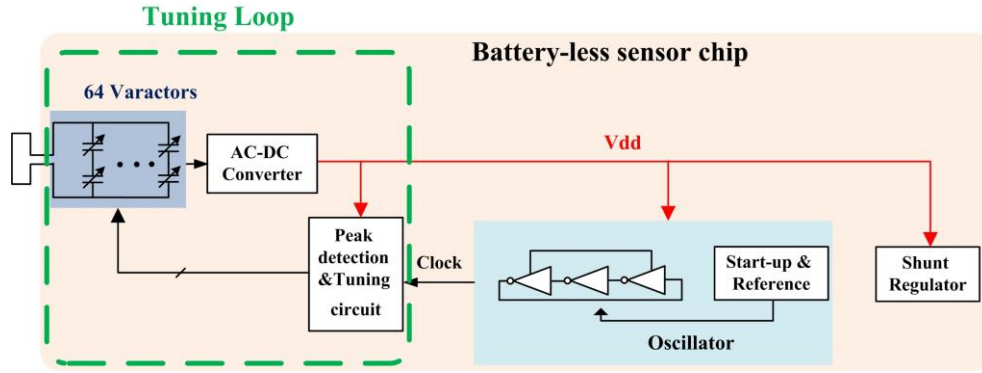 Tuning Loop
Battery-less sensor chip
64 Varactors
AC-DC
Converter
Vdd
Peak
detection
&Tuning
circuit
Clock
Start-up &
Reference
Oscillator
Shunt
Regulator